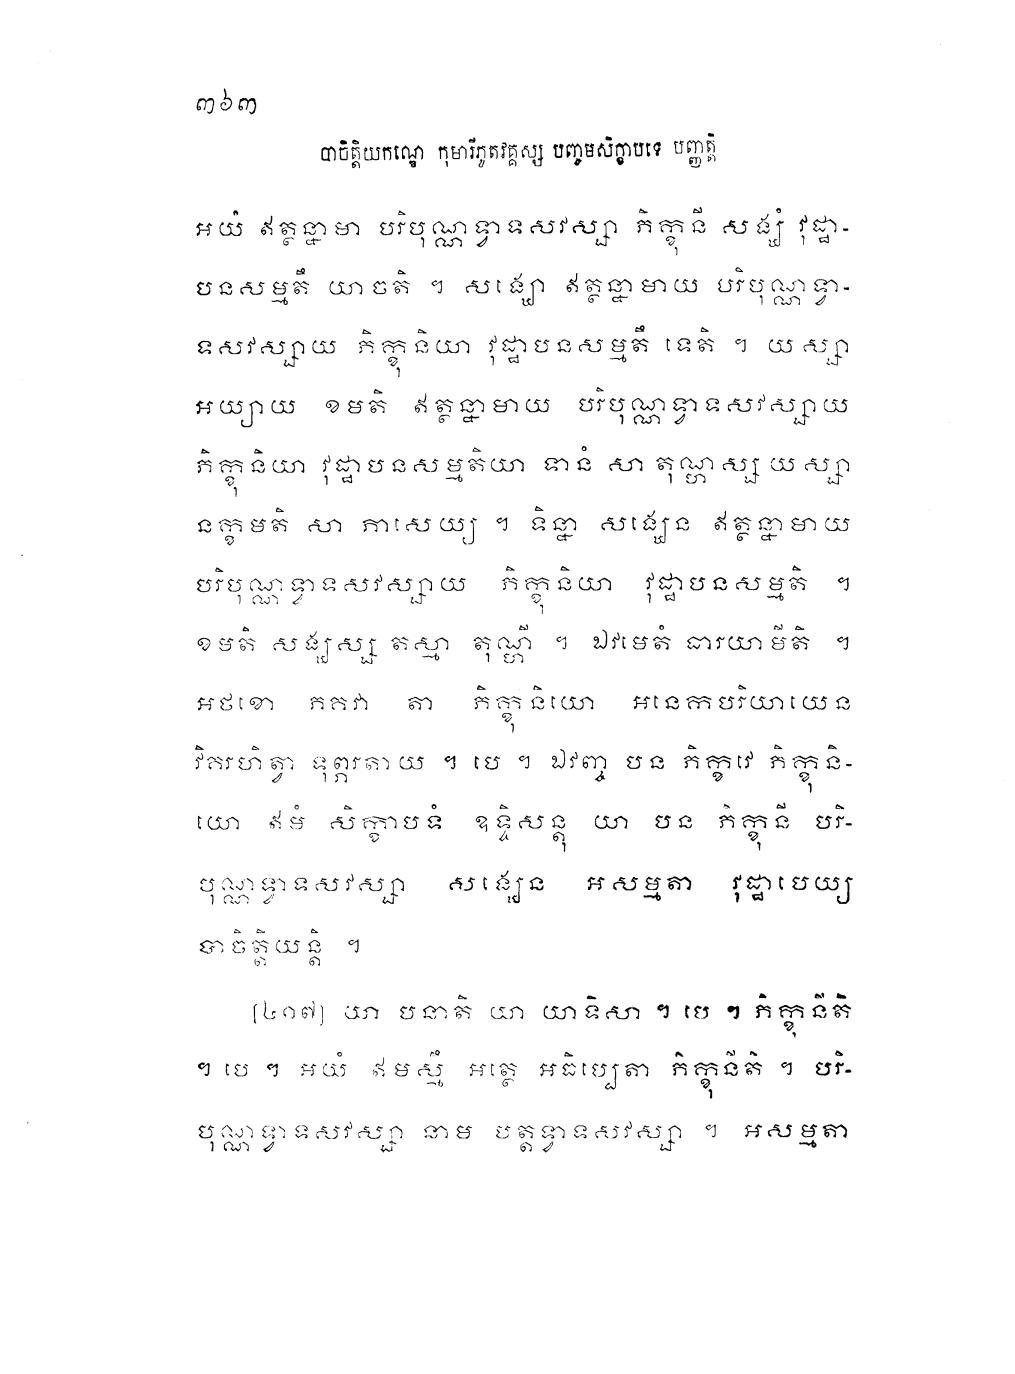 ៣៦៣
បាចិត្តិយកណ្ឌេ កុមារីភូតវគ្គស្ស បញ្ចមសិក្ខាបទេ បញ្ញត្តិ
អយំ ឥត្ថន្នាមា បរិបុណ្ណទ្វាទសវស្សា ភិក្ខុនី សង្ឃំ វុដ្ឋា-
បនសម្មតឹ យាចតិ ។ សង្ឃោ ឥត្ថន្នាមាយ បរិបុណ្ណទ្វា-
ទសវស្សាយ ភិក្ខុនិយា វុដ្ឋាបនសម្មតឹ ទេតិ ។ យស្សា
អយ្យាយ ខមតិ ឥត្ថន្នាមាយ បរិបុណ្ណទ្វាទសវស្សាយ
ភិក្ខុនិយា វុដ្ឋាបនសម្មតិយា ទានំ សា តុណ្ហស្ស យស្សា
នក្ខមតិ សា ភាសេយ្យ ។ ទិន្នា សង្ឃេន ឥត្ថន្នាមាយ
បរិបុណ្ណទ្វាទសវស្សាយ ភិក្ខុនិយា វុដ្ឋាបនសម្មតិ ។
ខមតិ សង្ឃស្ស តស្មា តុណ្ហី ។ ឯវមេតំ ធារយាមីតិ ។
អថខោ ភគវា តា ភិក្ខុនិយោ អនេកបរិយាយេន
វិគរហិត្វា ទុព្ភរតាយ ។ បេ ។ ឯវញ្ច បន ភិក្ខវេ ភិក្ខុនិ-
យោ ឥមំ សិក្ខាបទំ ឧទ្ទិសន្តុ យា បន ភិក្ខុនី បរិ-
បុណ្ណទ្វាទសវស្សា សង្ឃេន អសម្មតា វុដ្ឋាបេយ្យ
បាចិត្តិយន្តិ ។
[៤១៧] យា បនាតិ យា យាទិសា ។ បេ ។ ភិក្ខុនីតិ
។ បេ ។ អយំ ឥមស្មឹ អត្ថេ អធិប្បេតា ភិក្ខុនីតិ ។ បរិ-
បុណ្ណទ្វាទសវស្សា នាម បត្តទ្វាទសវស្សា ។ អសម្មតា